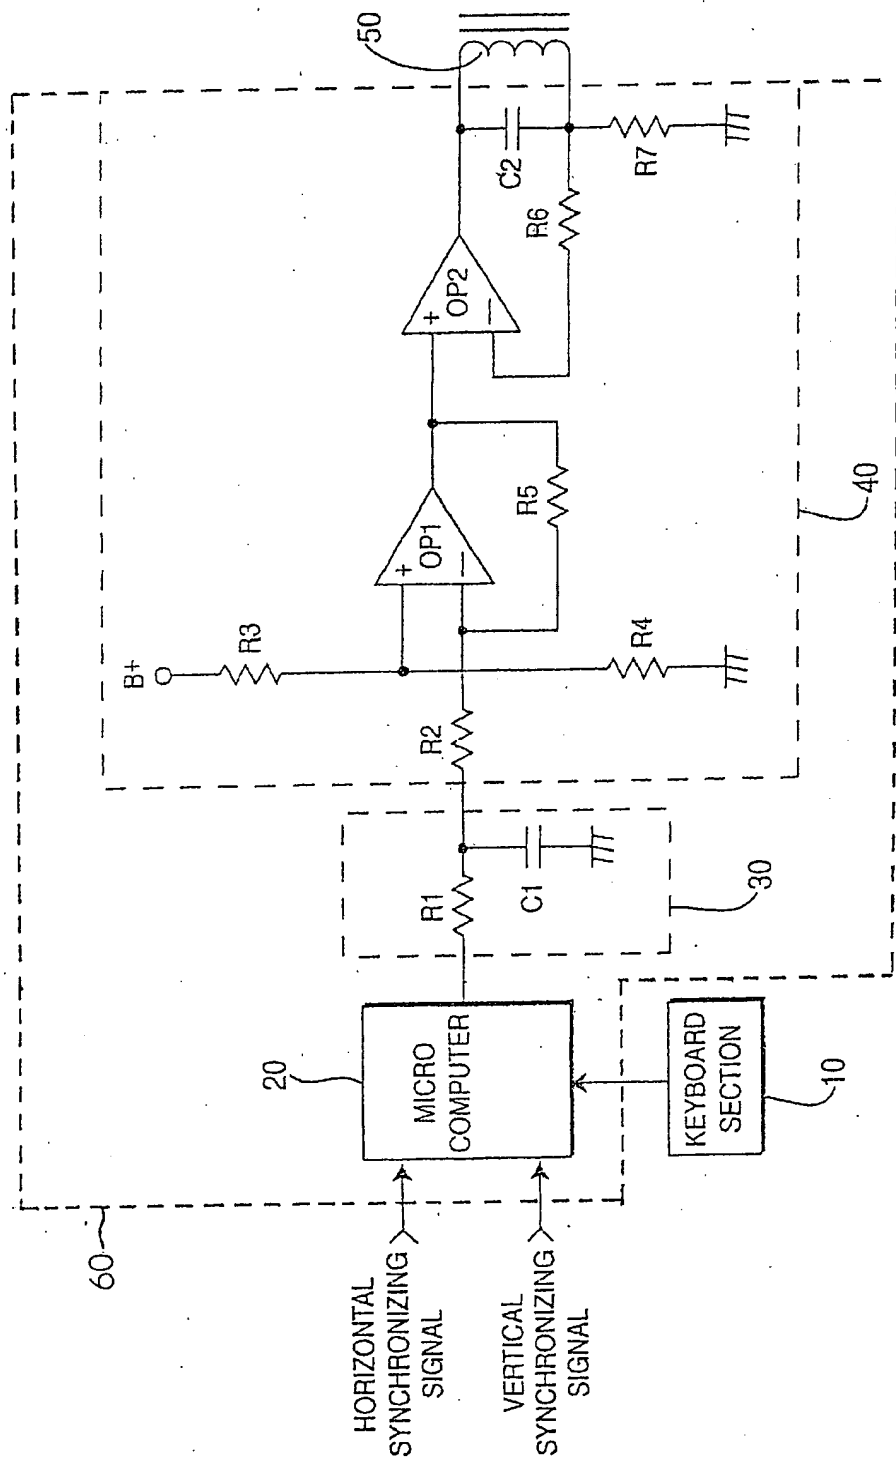 60
HORIZONTAL
SYNCHRONIZING
SIGNAL
VERTICAL
SYNCHRONIZING
SIGNAL
20
MICRO
COMPUTER
KEYBOARD
SECTION
10
R1
C1
30
B+
R3
R2
R4
OP1
+
—
R5
40
OP2
+
—
R6
C2
R7
50